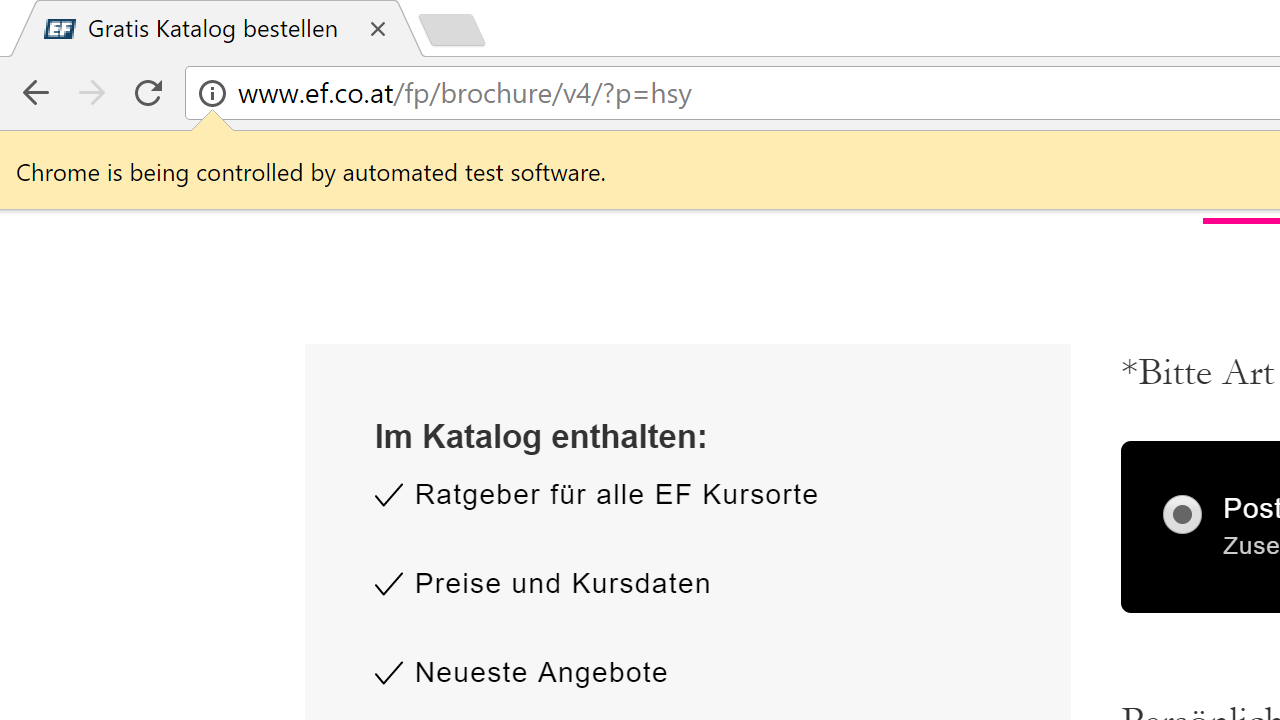 EF Gratis Katalog bestellen
www.ef.co.at/fp/brochure/v4/?p=hsy
Chrome is being controlled by automated test software.
*Bitte Art
Im Katalog enthalten:
Ratgeber für alle EF Kursorte
Post
Zuse
Preise und Kursdaten
Neueste Angebote
Persönlich